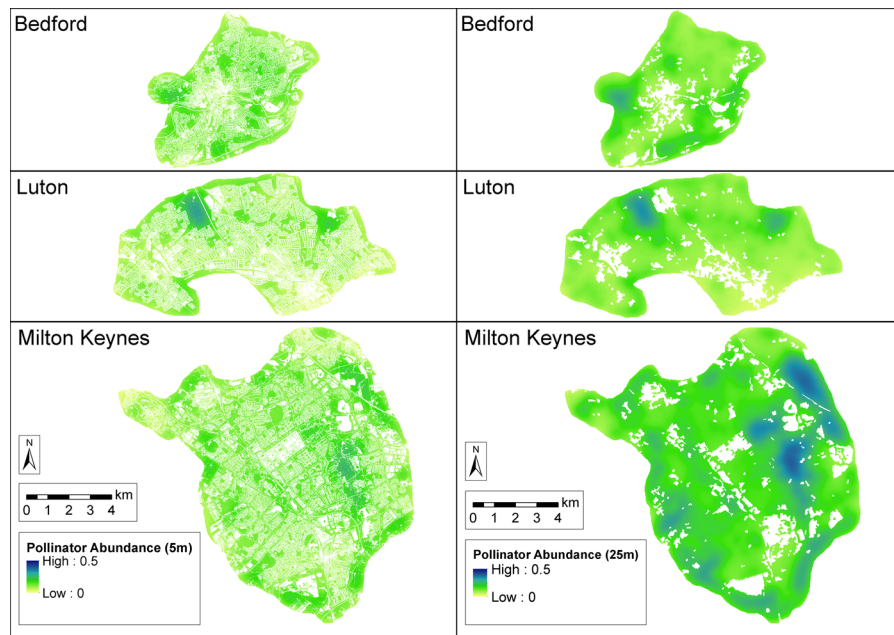 Bedford
Bedford
Luton
Luton
Milton Keynes
Milton Keynes
N
N
km
0 1 2 3 4
km
0 1 2 3 4
Pollinator Abundance (5m)
High : 0.5
Low : 0
Pollinator Abundance (25m)
High : 0.5
Low : 0